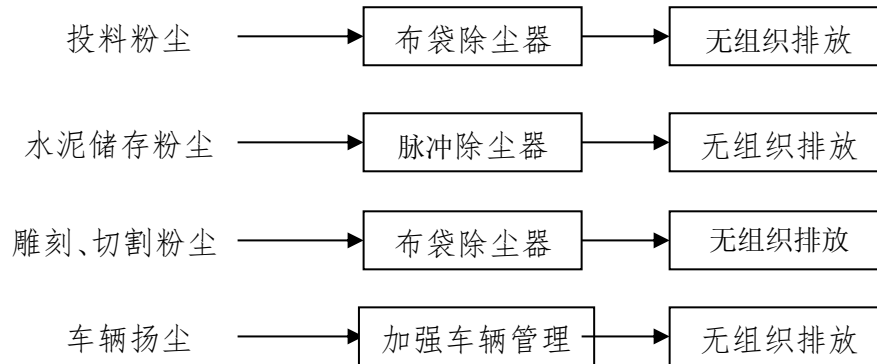 投料粉尘 布袋除尘器 无组织排放
水泥储存粉尘 脉冲除尘器 无组织排放
雕刻、切割粉尘 布袋除尘器 无组织排放
车辆扬尘 加强车辆管理 无组织排放